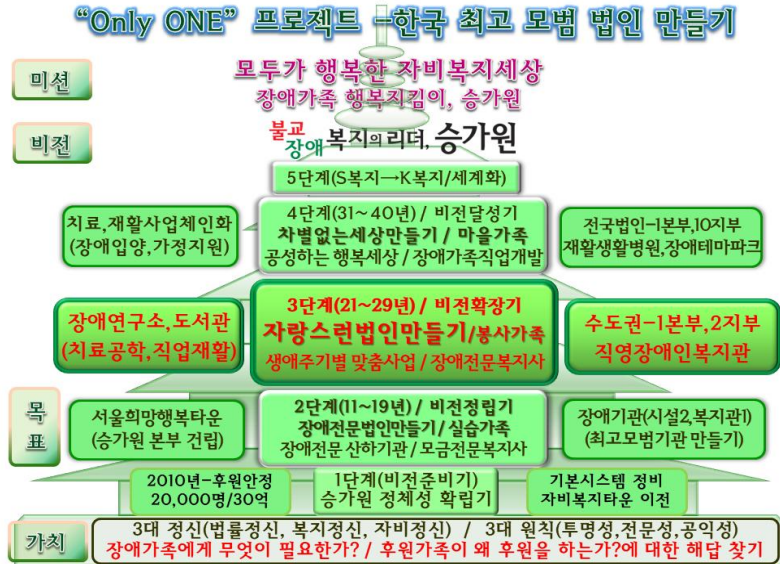 “Only ONE” 프로젝트 -한국 최고 모범 법인 만들기
미션
모두가 행복한 자비복지세상
장애가족 행복지킴이, 승가원
비전
불교
장애 복지의 리더, 승가원
5단계(S복지→K복지/세계화)
치료,재활사업체인화
(장애입양,가정지원)
4단계(31~40년) / 비전달성기
차별없는세상만들기 / 마을가족
공성하는 행복세상 / 장애가족직업개발
전국법인-1본부,10지부
재활생활병원,장애테마파크
장애연구소,도서관
(치료공학,직업재활)
3단계(21~29년) / 비전확장기
자랑스런법인만들기/봉사가족
생애주기별 맞춤사업 / 장애전문복지사
수도권-1본부,2지부
직영장애인복지관
목
표
서울희망행복타운
(승가원 본부 건립)
2단계(11~19년) / 비전정립기
장애전문법인만들기 / 실습가족
장애전문 산하기관 / 모금전문복지사
장애기관(시설2,복지관1)
(최고모범기관 만들기)
2010년-후원안정
20,000명/30억
1단계(비전준비기)
승가원 정체성 확립기
기본시스템 정비
자비복지타운 이전
가치
3대 정신(법률정신, 복지정신, 자비정신) / 3대 원칙(투명성,전문성,공익성)
장애가족에게 무엇이 필요한가? / 후원가족이 왜 후원을 하는가?에 대한 해답 찾기